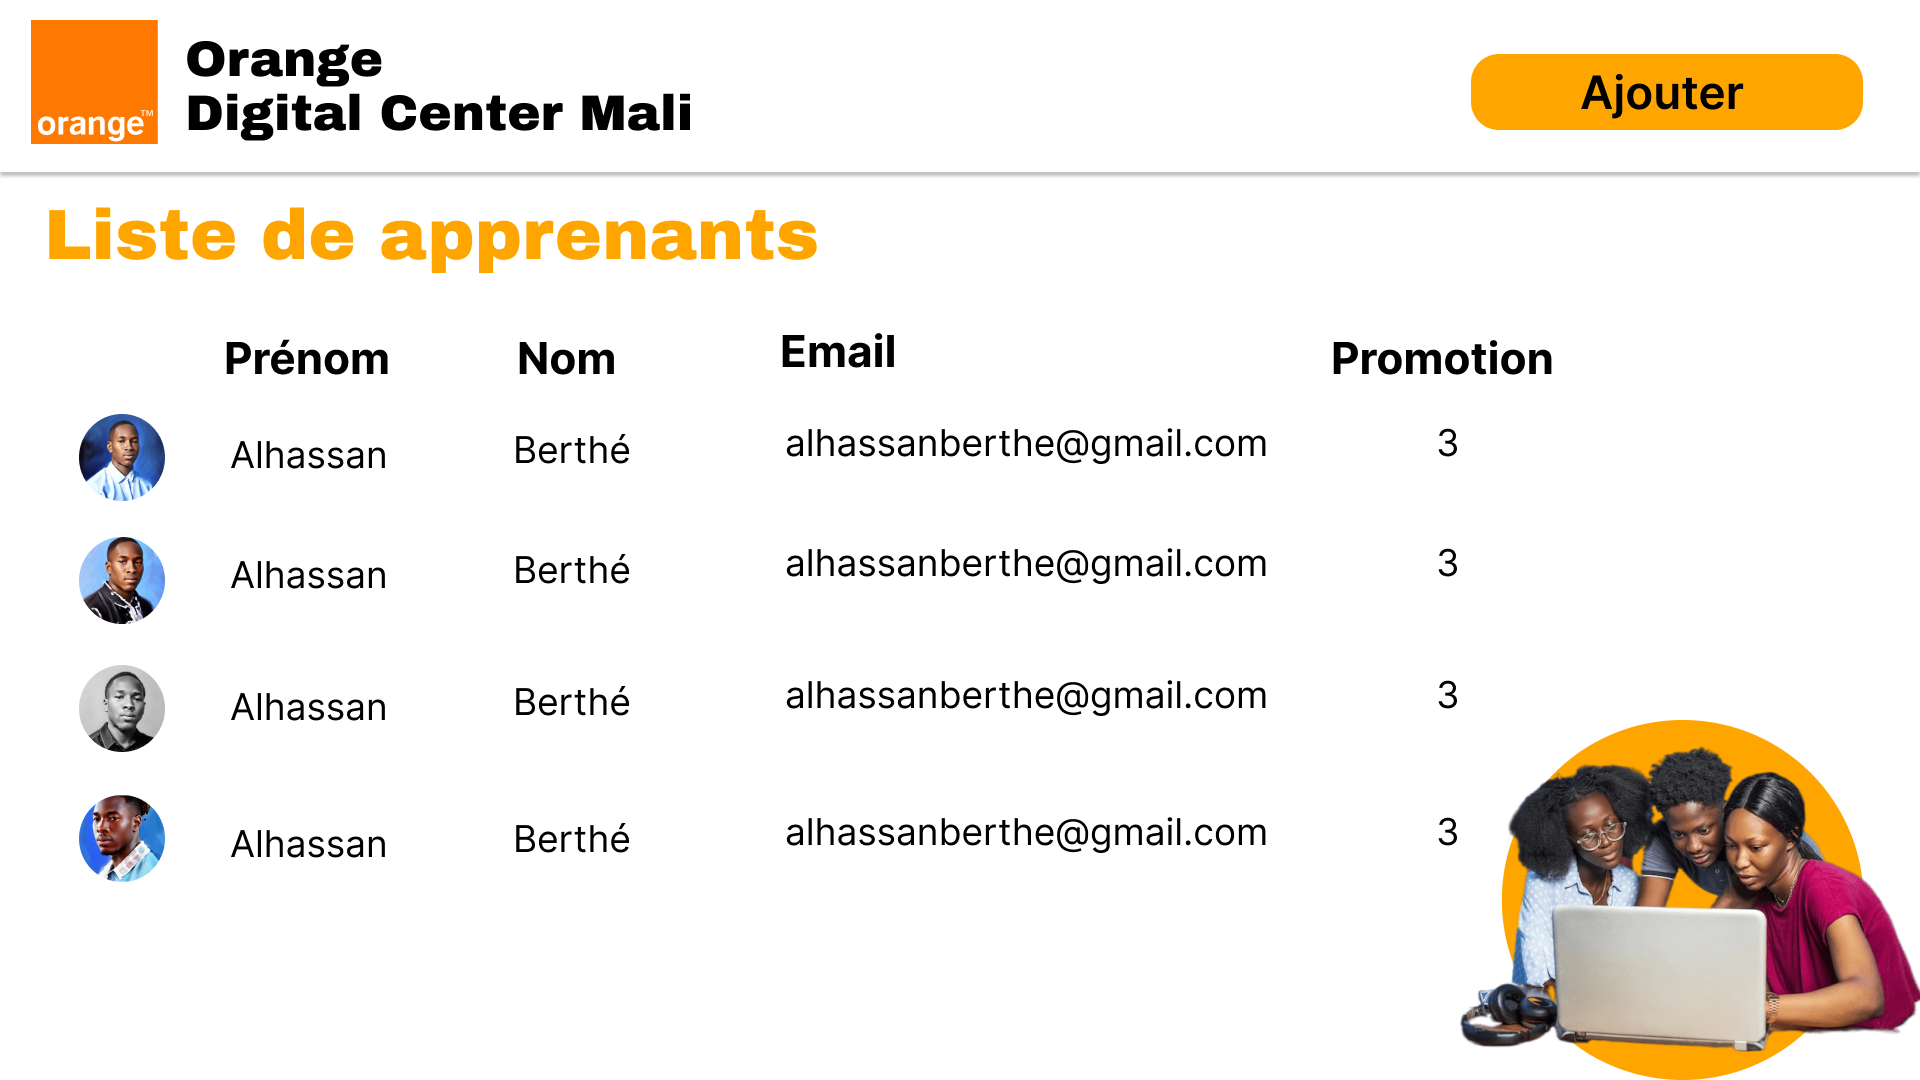 orange™
Orange
Digital Center Mali
Ajouter
Liste de apprenants
Prénom Nom Email Promotion
Alhassan Berthé alhassanberthe@gmail.com 3
Alhassan Berthé alhassanberthe@gmail.com 3
Alhassan Berthé alhassanberthe@gmail.com 3
Alhassan Berthé alhassanberthe@gmail.com 3